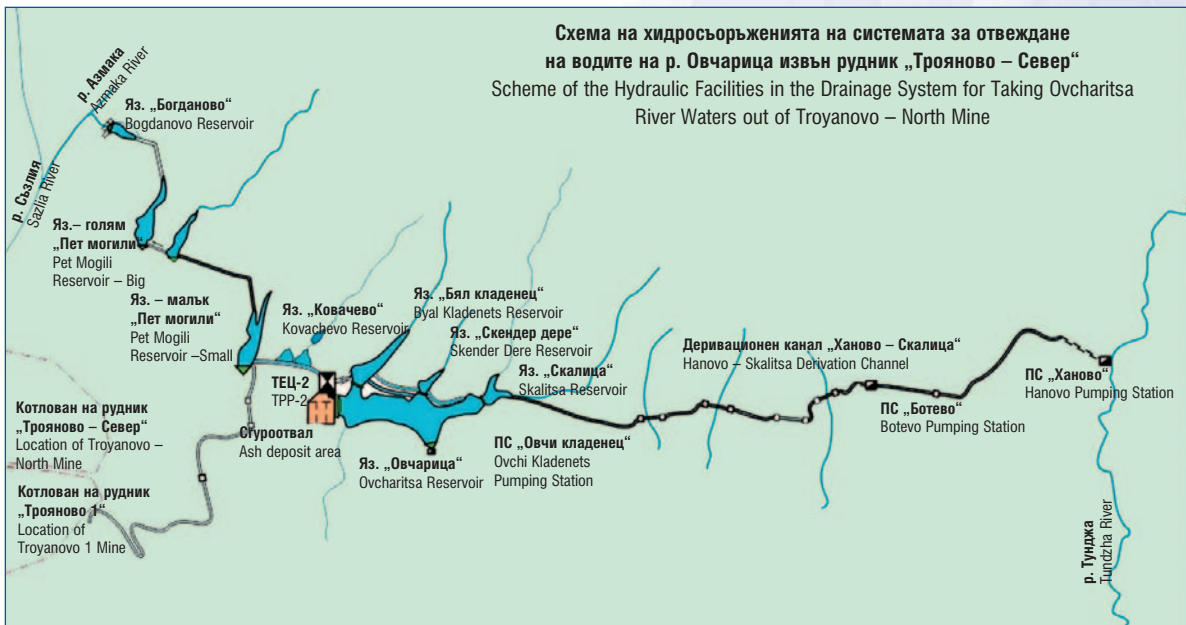 Схема на хидросъоръженията на системата за отвеждане
на водите на р. Овчарица извън рудник „Трояново – Север“
Scheme of the Hydraulic Facilities in the Drainage System for Taking Ovcharitsa
River Waters out of Troyanovo – North Mine
р. Азмака
Azmaka River
Яз. „Богданово“
Bogdanovo Reservoir
р. Съзлия
Sazlia River
Яз.– голям
„Пет могили“
Pet Mogili
Reservoir – Big
Яз. – малък
„Пет могили“
Pet Mogili
Reservoir –Small
Яз. „Ковачево“
Kovachevo Reservoir
Яз. „Бял кладенец“
Byal Kladenets Reservoir
Яз. „Скендер дере“
Skender Dere Reservoir
Яз. „Скалица“
Skalitsa Reservoir
Деривационен канал „Ханово – Скалица“
Hanovo – Skalitsa Derivation Channel
ПС „Ханово“
Hanovo Pumping Station
ПС „Ботево“
Botevo Pumping Station
ТЕЦ-2
TPP-2
Сгуроотвал
Ash deposit area
Яз. „Овчарица“
Ovcharitsa Reservoir
ПС „Овчи кладенец“
Ovchi Kladenets
Pumping Station
Котлован на рудник
„Трояново – Север“
Location of Troyanovo –
North Mine
Котлован на рудник
„Трояново 1“
Location of
Troyanovo 1 Mine
р. Тунджа
Tundzha River